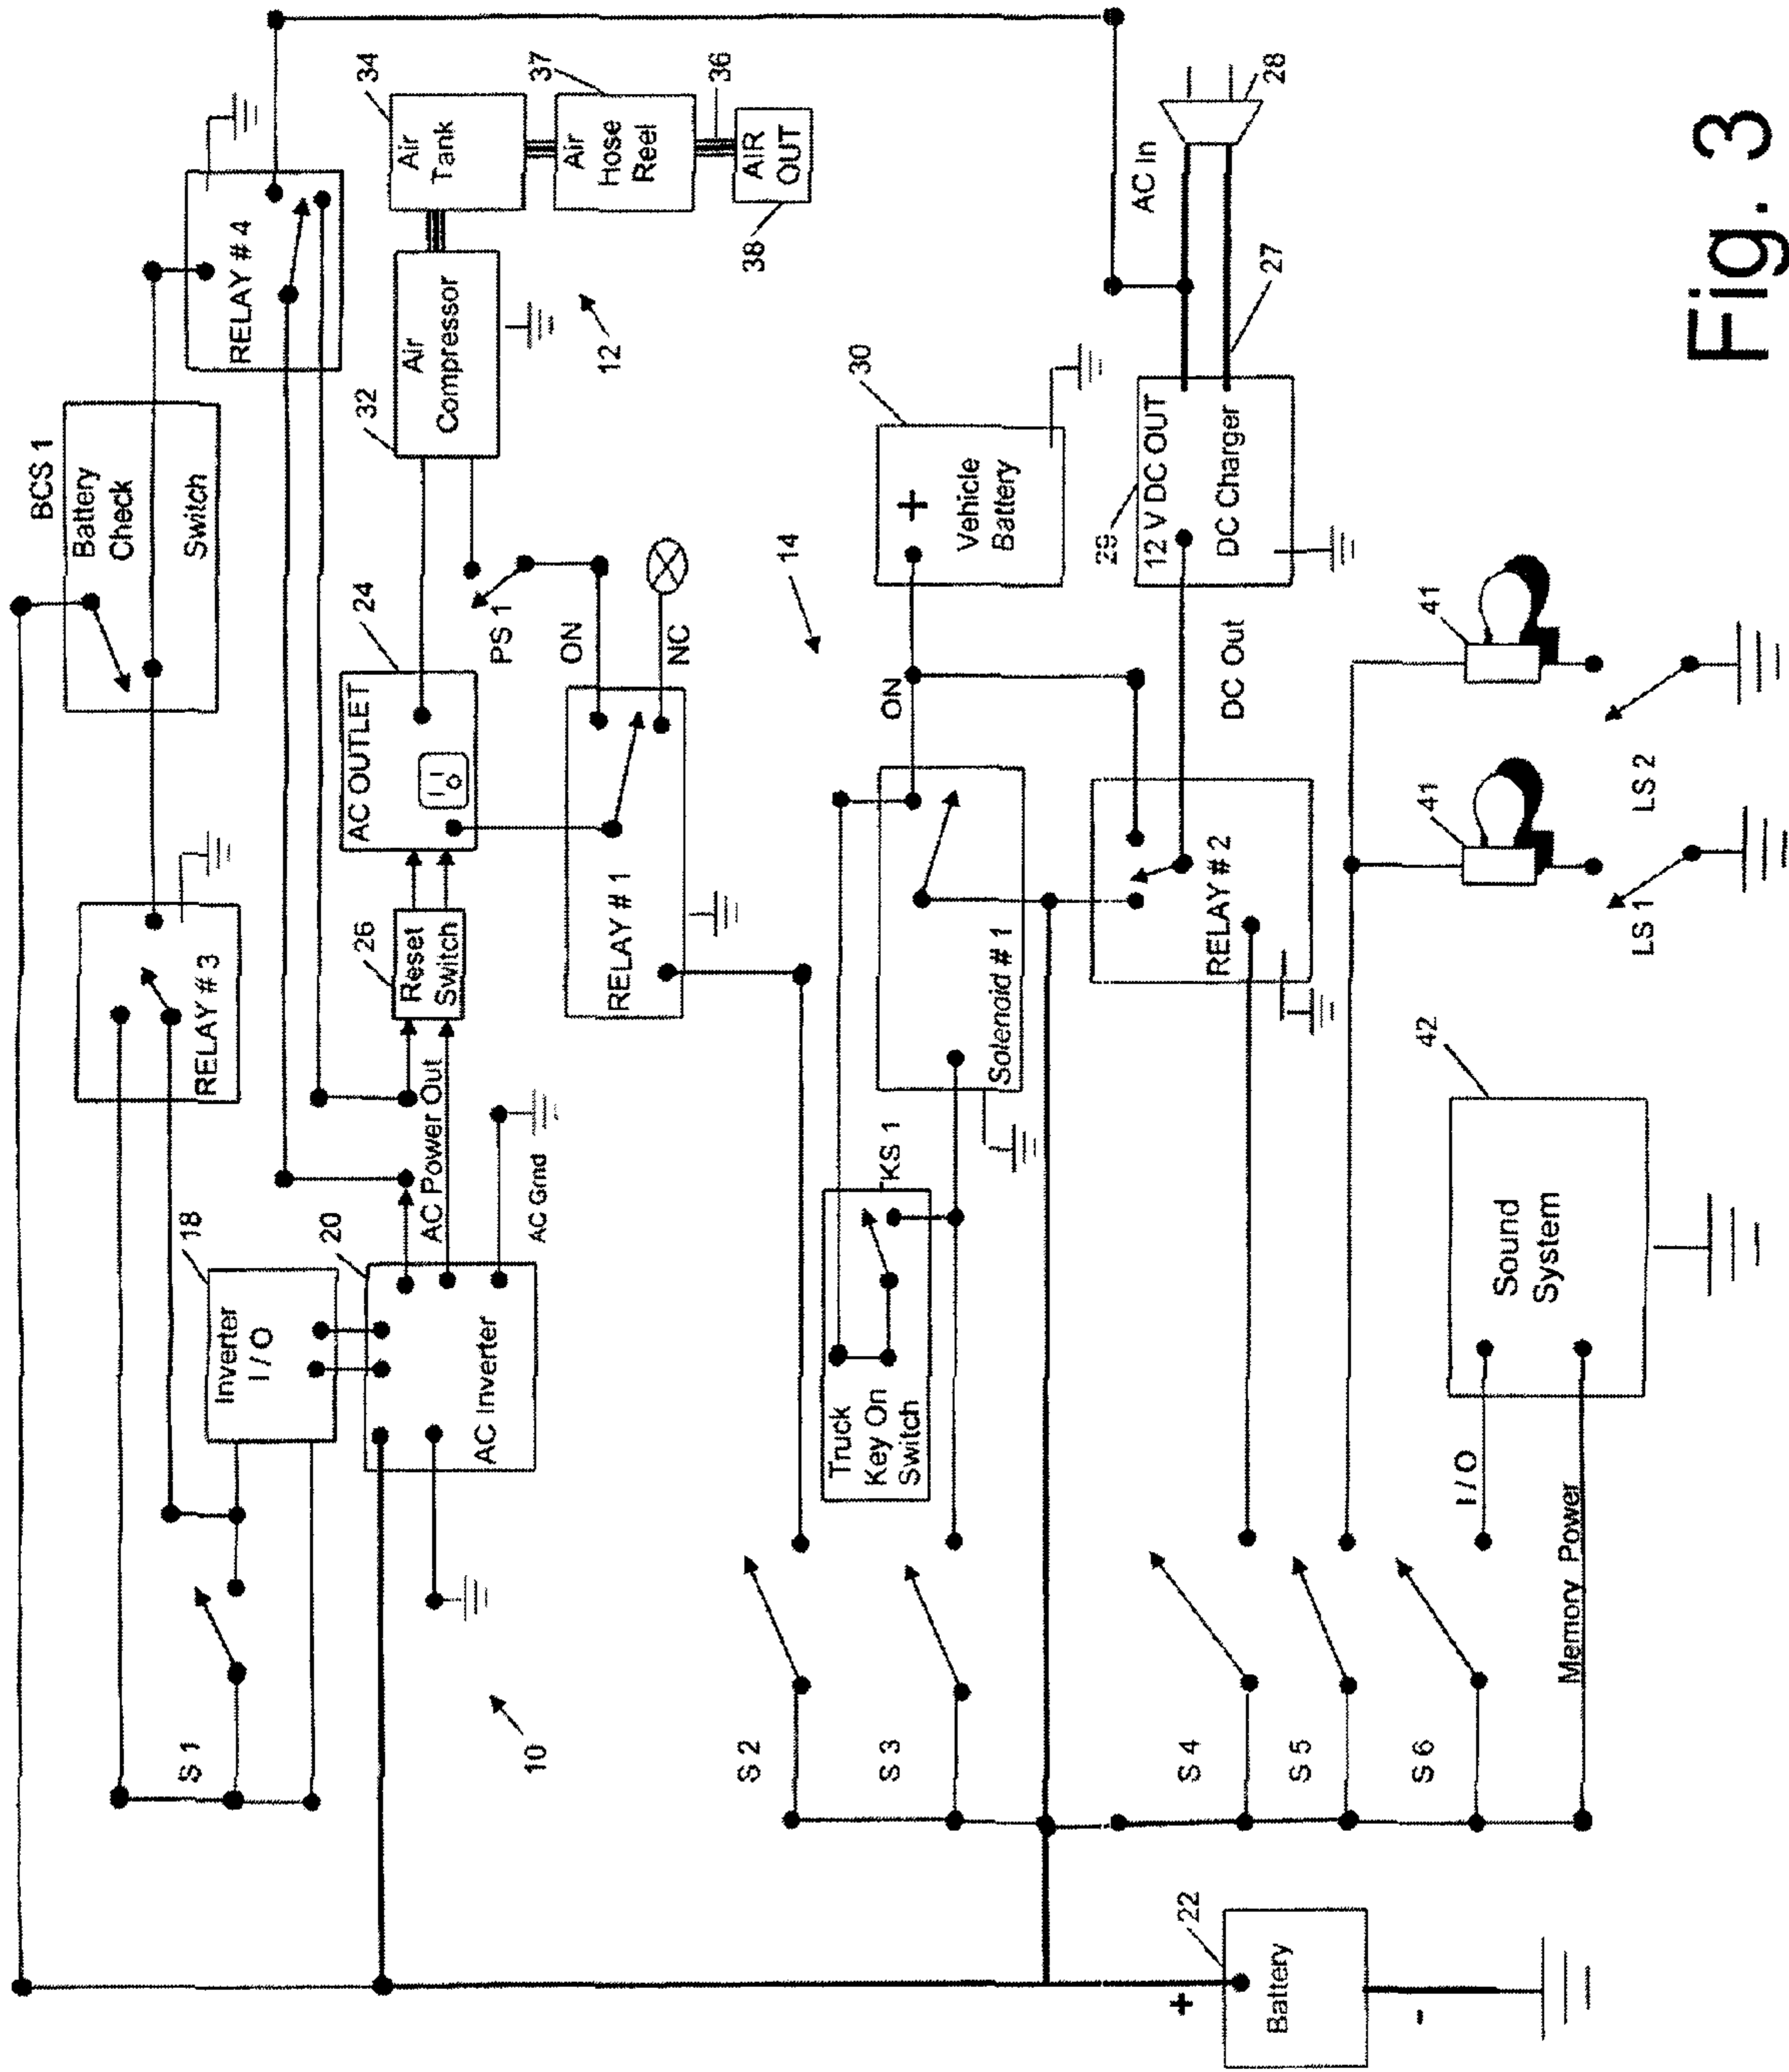 BCS 1
Battery
Check
Switch
RELAY # 3
RELAY # 4
S 1
Inverter
I / O
18
20
AC Inverter
AC Power Out
AC Grnd
26
Reset
Switch
24
AC OUTLET
32
Air
Compressor
34
Air
Tank
37
Air
Hose
Reel
36
AIR
OUT
38
12
PS 1
ON
NC
RELAY # 1
10
14
S 2
S 3
Truck
Key On
Switch
TKS 1
Solenoid # 1
ON
30
+
Vehicle
Battery
AC In
28
27
29
12 V DC OUT
DC Charger
DC Out
RELAY # 2
S 4
S 5
S 6
41
41
LS 1
LS 2
42
Sound
System
I / O
Memory Power
22
+
Battery
-
Fig. 3